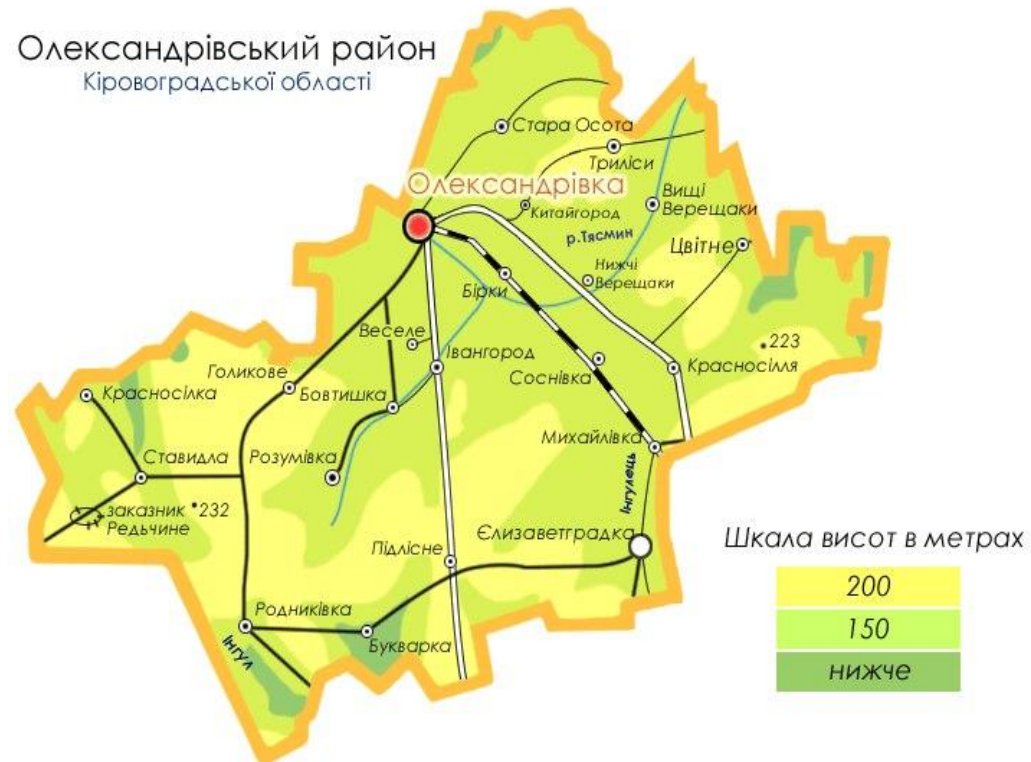 Олександрівський район
Кіровоградської області
Стара Осота
Триліси
Олександрівка
Китайгород
Вищі
Верещаки
р.Тясмин
Цвітне
Нижчі
Верещаки
Бірки
Веселе
Івангород
223
Красносілля
Соснівка
Голикове
Бовтишка
Красносілка
Михайлівка
Ставидла
Розумівка
Інгулець
заказник
Редьчине
232
Єлизаветградка
Підлісне
Шкала висот в метрах
200
150
нижче
Родниківка
Букварка
Інгул